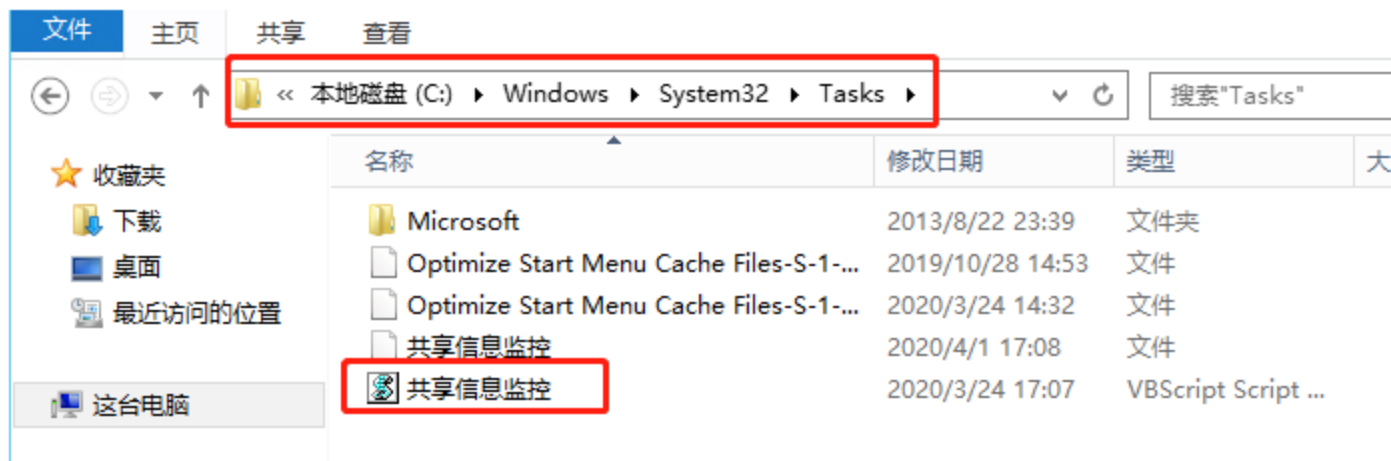 文件 主页 共享 查看
« 本地磁盘 (C:) Windows System32 Tasks 搜索"Tasks"
名称 修改日期 类型 大
收藏夹
下载
桌面
最近访问的位置
这台电脑
Microsoft 2013/8/22 23:39 文件夹
Optimize Start Menu Cache Files-S-1-... 2019/10/28 14:53 文件
Optimize Start Menu Cache Files-S-1-... 2020/3/24 14:32 文件
共享信息监控 2020/4/1 17:08 文件
共享信息监控 2020/3/24 17:07 VBScript Script ...